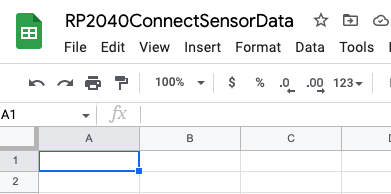 RP2040ConnectSensorData
File Edit View Insert Format Data Tools
100% $ % .0 .00 123
A1 fx
A B C
1
2